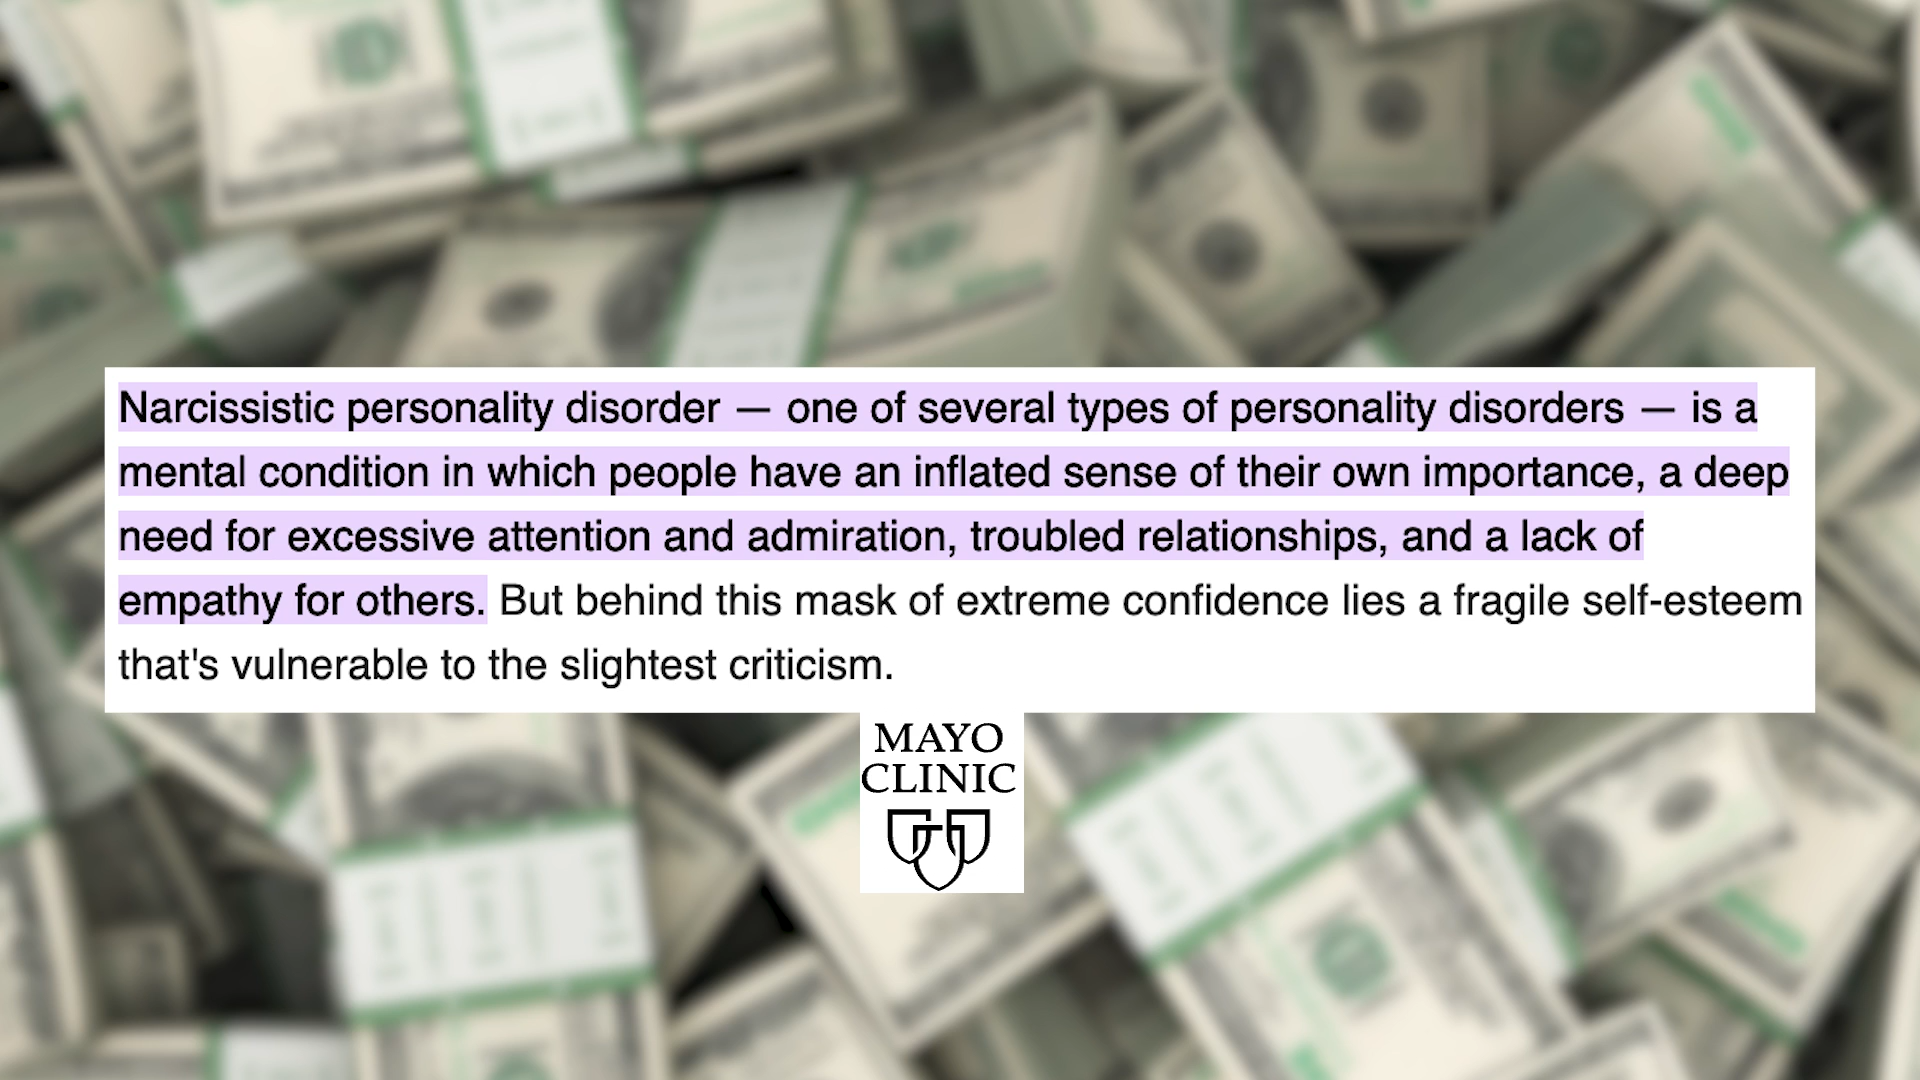 Narcissistic personality disorder — one of several types of personality disorders — is a
mental condition in which people have an inflated sense of their own importance, a deep
need for excessive attention and admiration, troubled relationships, and a lack of
empathy for others. But behind this mask of extreme confidence lies a fragile self-esteem
that's vulnerable to the slightest criticism.
MAYO
CLINIC